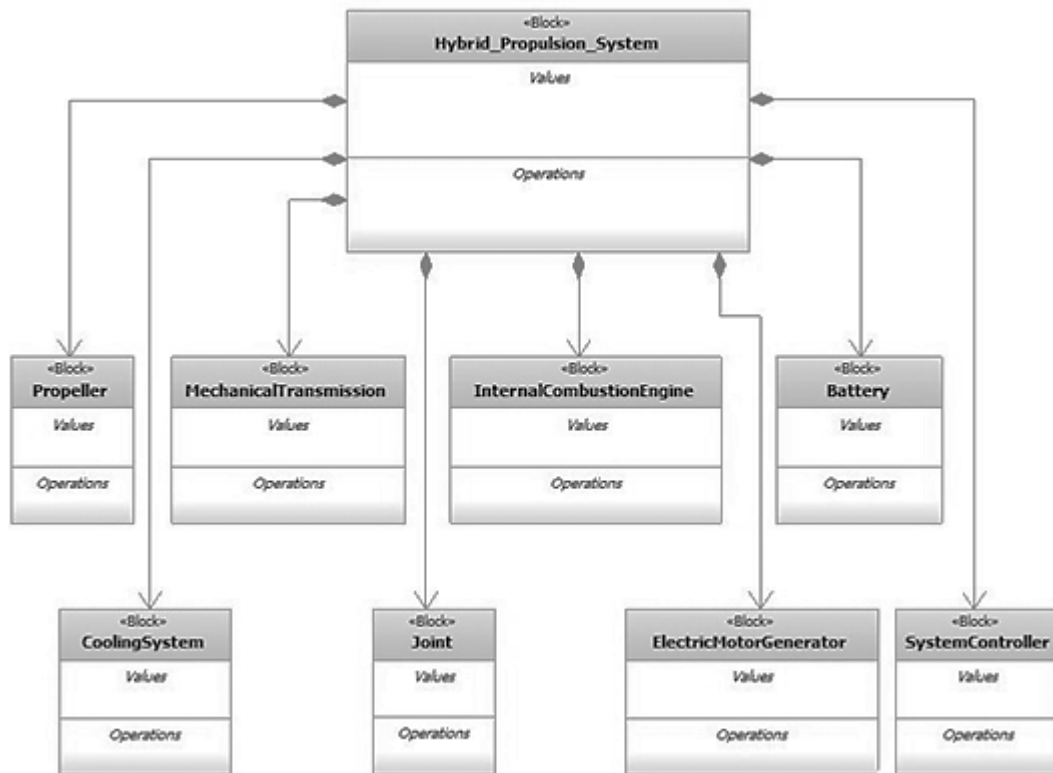 «Block»
Hybrid_Propulsion_System
Values
Operations
«Block»
Propeller
Values
Operations
«Block»
MechanicalTransmission
Values
Operations
«Block»
InternalCombustionEngine
Values
Operations
«Block»
Battery
Values
Operations
«Block»
CoolingSystem
Values
Operations
«Block»
Joint
Values
Operations
«Block»
ElectricMotorGenerator
Values
Operations
«Block»
SystemController
Values
Operations